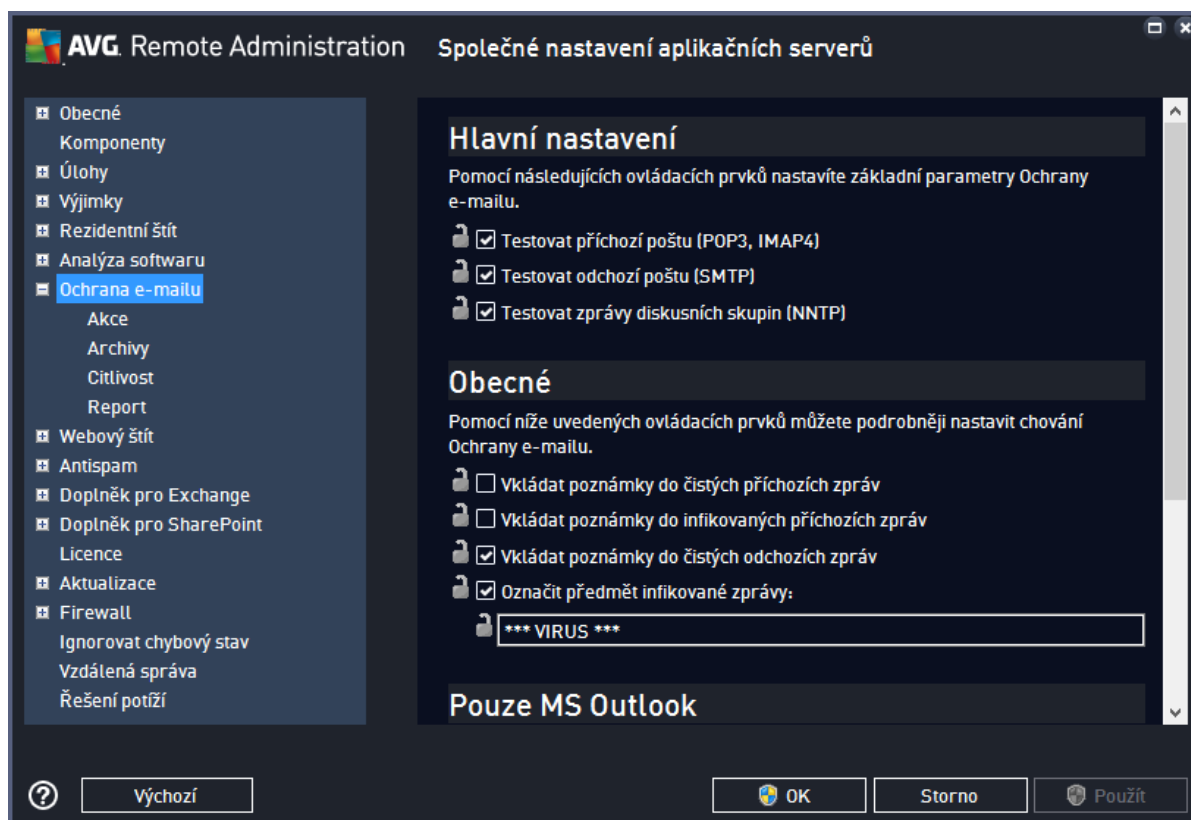 AVG. Remote Administration
Společné nastavení aplikačních serverů
Obecné
Komponenty
Úlohy
Výjimky
Rezidentní štít
Analýza softwaru
Ochrana e-mailu
Akce
Archivy
Citlivost
Report
Webový štít
Antispam
Doplněk pro Exchange
Doplněk pro SharePoint
Licence
Aktualizace
Firewall
Ignorovat chybový stav
Vzdálená správa
Řešení potíží
Hlavní nastavení
Pomocí následujících ovládacích prvků nastavíte základní parametry Ochrany
e-mailu.
Testovat příchozí poštu (POP3, IMAP4)
Testovat odchozí poštu (SMTP)
Testovat zprávy diskusních skupin (NNTP)
Obecné
Pomocí níže uvedených ovládacích prvků můžete podrobněji nastavit chování
Ochrany e-mailu.
Vkládat poznámky do čistých příchozích zpráv
Vkládat poznámky do infikovaných příchozích zpráv
Vkládat poznámky do čistých odchozích zpráv
Označit předmět infikované zprávy:
*** VIRUS ***
Pouze MS Outlook
Výchozí
OK
Storno
Použít